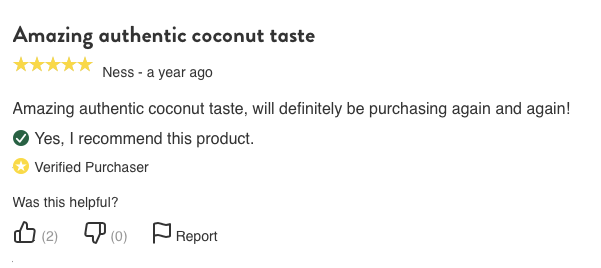 Amazing authentic coconut taste
Ness - a year ago
Amazing authentic coconut taste, will definitely be purchasing again and again!
Yes, I recommend this product.
Verified Purchaser
Was this helpful?
(2) (0) Report